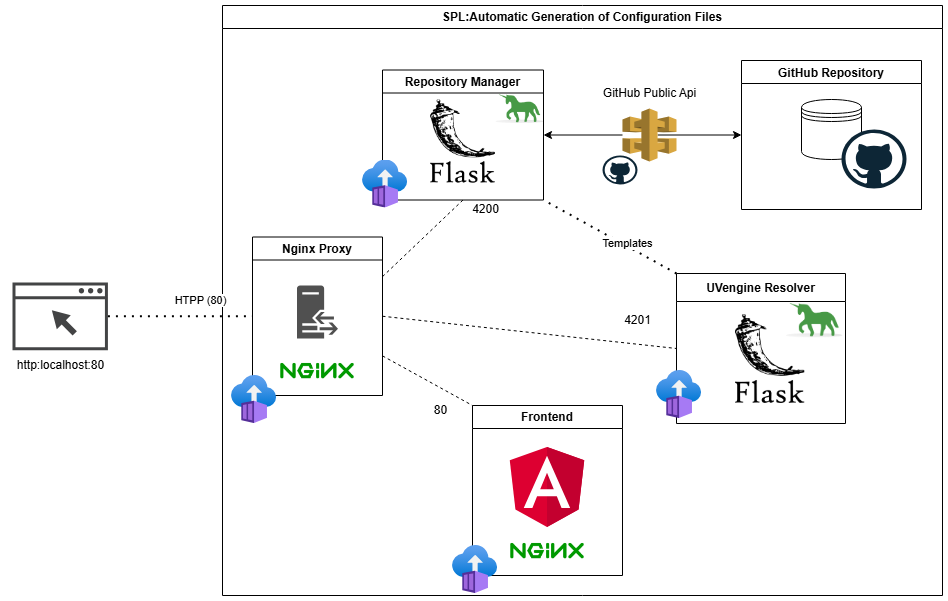 SPL:Automatic Generation of Configuration Files
Repository Manager
GitHub Repository
GitHub Public Api
Flask
4200
Templates
Nginx Proxy
UVengine Resolver
HTPP (80)
4201
http:localhost:80
NGINX
Flask
80
Frontend
NGINX